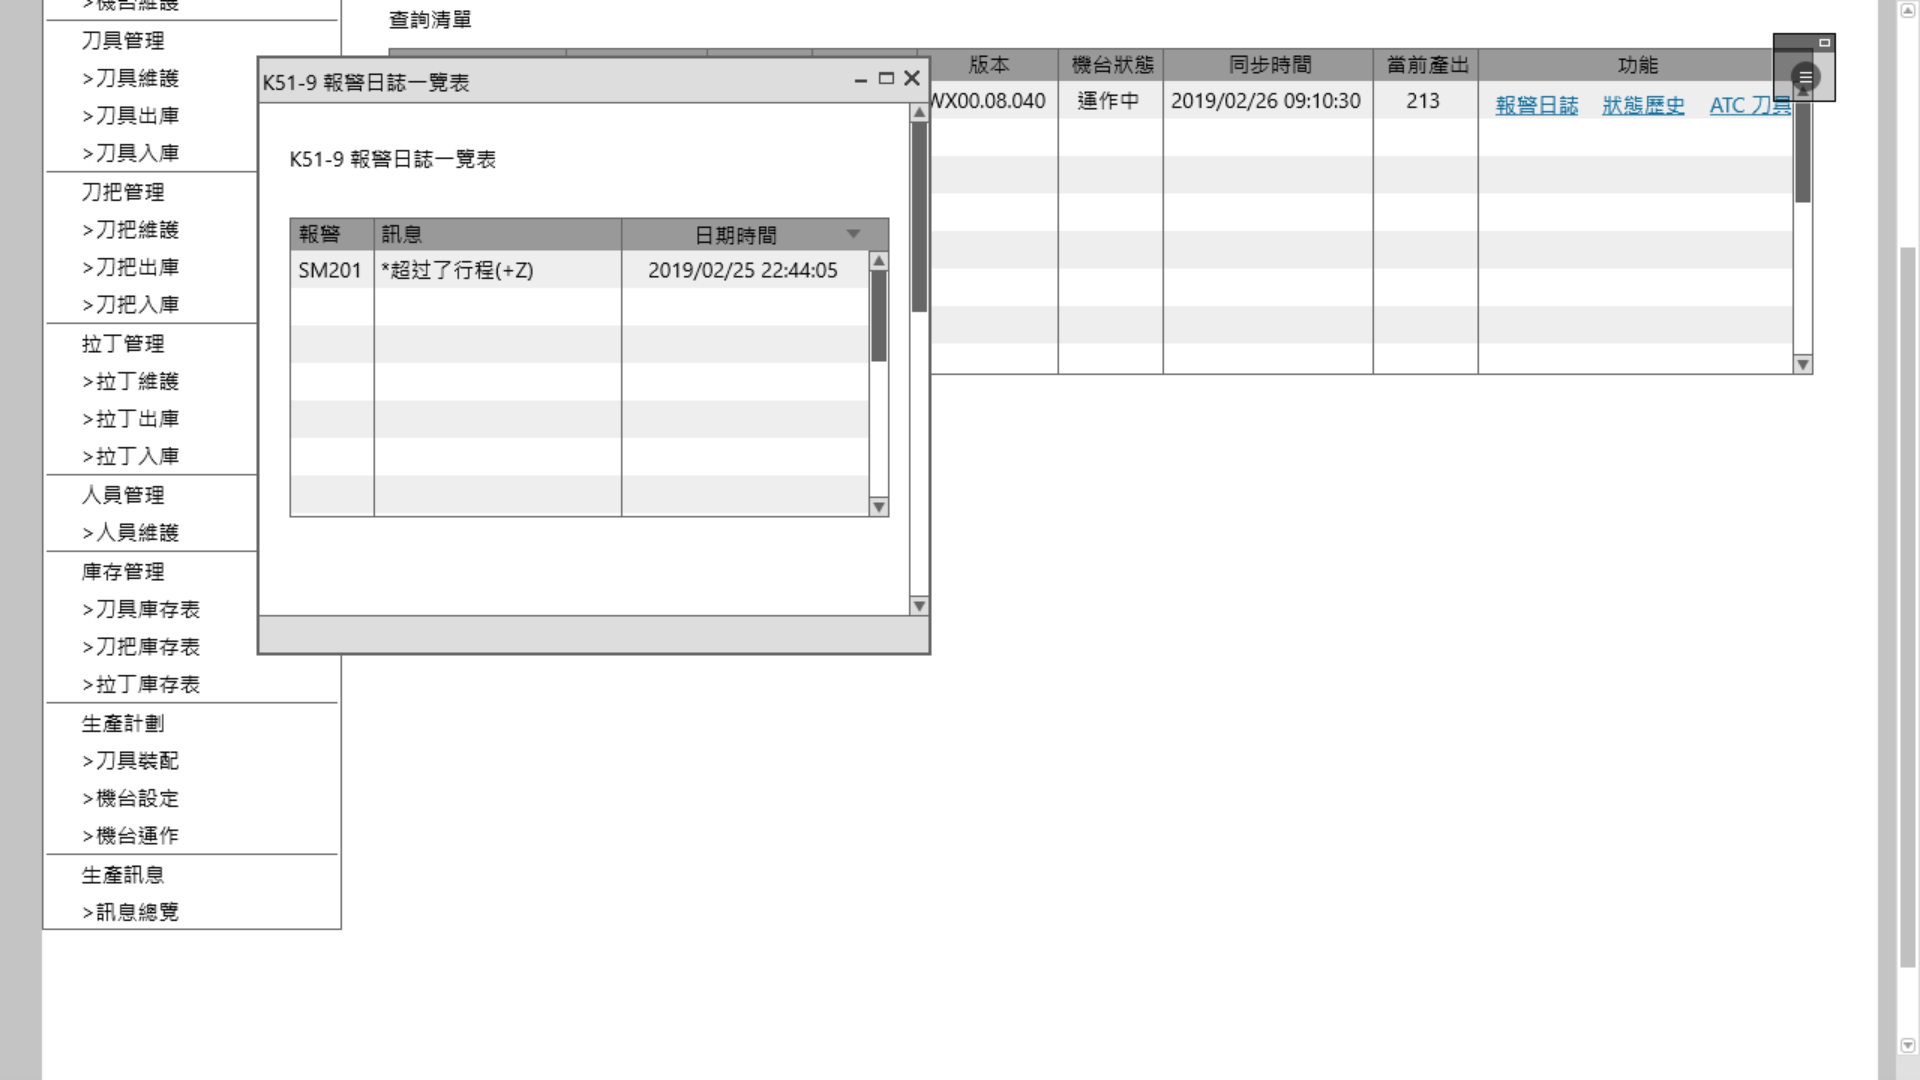 >機台維護
刀具管理
>刀具維護
>刀具出庫
>刀具入庫
刀把管理
>刀把維護
>刀把出庫
>刀把入庫
拉丁管理
>拉丁維護
>拉丁出庫
>拉丁入庫
人員管理
>人員維護
庫存管理
>刀具庫存表
>刀把庫存表
>拉丁庫存表
生產計劃
>刀具裝配
>機台設定
>機台運作
生產訊息
>訊息總覽
查詢清單
版本 機台狀態 同步時間 當前產出 功能
WX00.08.040 運作中 2019/02/26 09:10:30 213 報警日誌 狀態歷史 ATC 刀具
K51-9 報警日誌一覽表
K51-9 報警日誌一覽表
報警 訊息 日期時間
SM201 *超过了行程(+Z) 2019/02/25 22:44:05